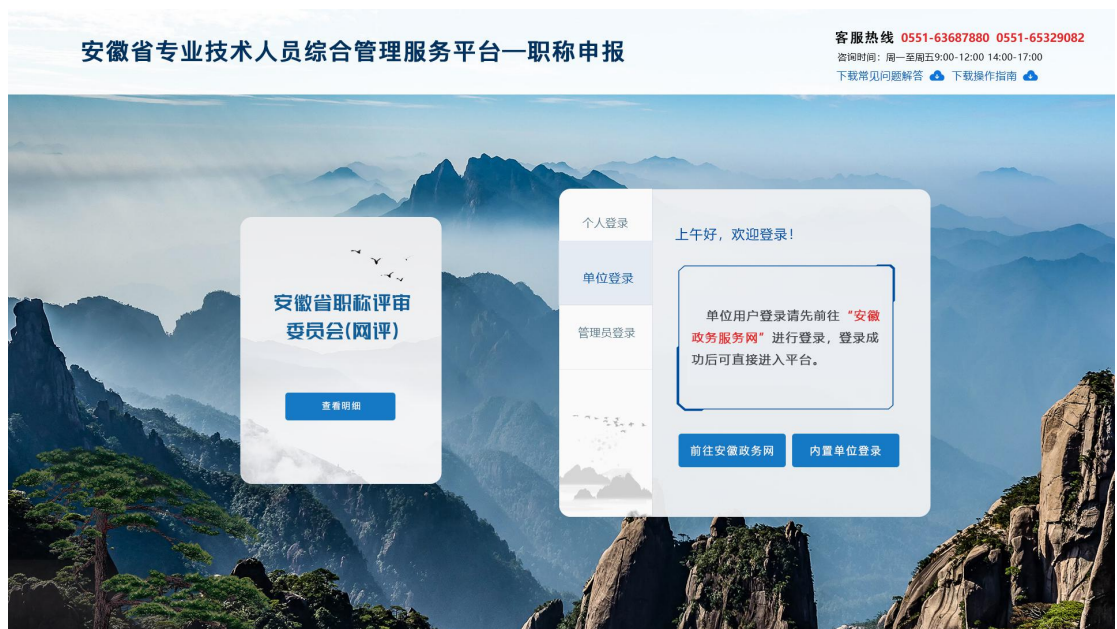 安徽省专业技术人员综合管理服务平台—职称申报
客服热线 0551-63687880 0551-65329082
咨询时间：周一至周五9:00-12:00 14:00-17:00
下载常见问题解答 下载操作指南
安徽省职称评审
委员会(网评)
查看明细
个人登录
单位登录
管理员登录
上午好，欢迎登录！
单位用户登录请先前往“安徽
政务服务网”进行登录，登录成
功后可直接进入平台。
前往安徽政务网 内置单位登录